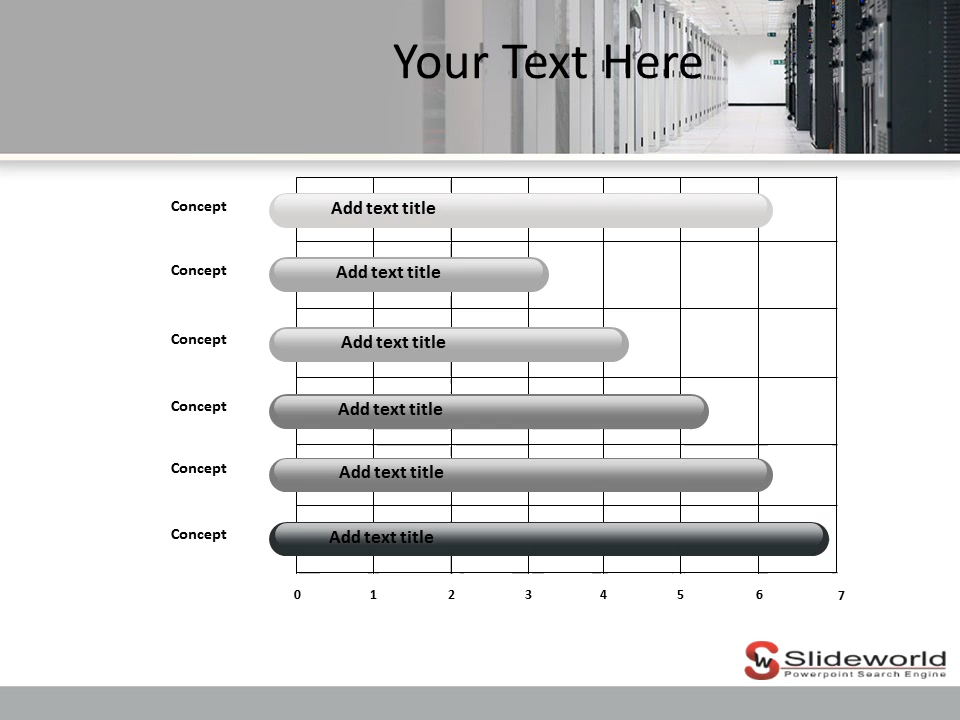 Your Text Here
Concept
Add text title
Concept
Add text title
Concept
Add text title
Concept
Add text title
Concept
Add text title
Concept
Add text title
0 1 2 3 4 5 6 7
SW Slideworld
Powerpoint Search Engine